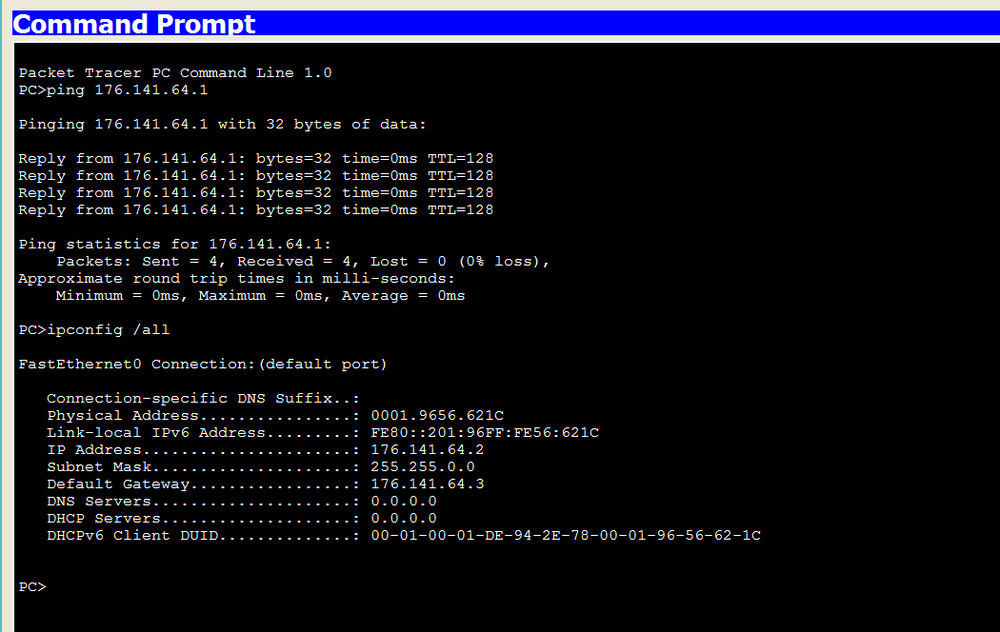 Command Prompt
Packet Tracer PC Command Line 1.0
PC>ping 176.141.64.1
Pinging 176.141.64.1 with 32 bytes of data:
Reply from 176.141.64.1: bytes=32 time=0ms TTL=128
Reply from 176.141.64.1: bytes=32 time=0ms TTL=128
Reply from 176.141.64.1: bytes=32 time=0ms TTL=128
Reply from 176.141.64.1: bytes=32 time=0ms TTL=128
Ping statistics for 176.141.64.1:
    Packets: Sent = 4, Received = 4, Lost = 0 (0% loss),
Approximate round trip times in milli-seconds:
    Minimum = 0ms, Maximum = 0ms, Average = 0ms
PC>ipconfig /all
FastEthernet0 Connection:(default port)
   Connection-specific DNS Suffix..:
   Physical Address................: 0001.9656.621C
   Link-local IPv6 Address.........: FE80::201:96FF:FE56:621C
   IP Address......................: 176.141.64.2
   Subnet Mask.....................: 255.255.0.0
   Default Gateway.................: 176.141.64.3
   DNS Servers.....................: 0.0.0.0
   DHCP Servers....................: 0.0.0.0
   DHCPv6 Client DUID..............: 00-01-00-01-DE-94-2E-78-00-01-96-56-62-1C
PC>